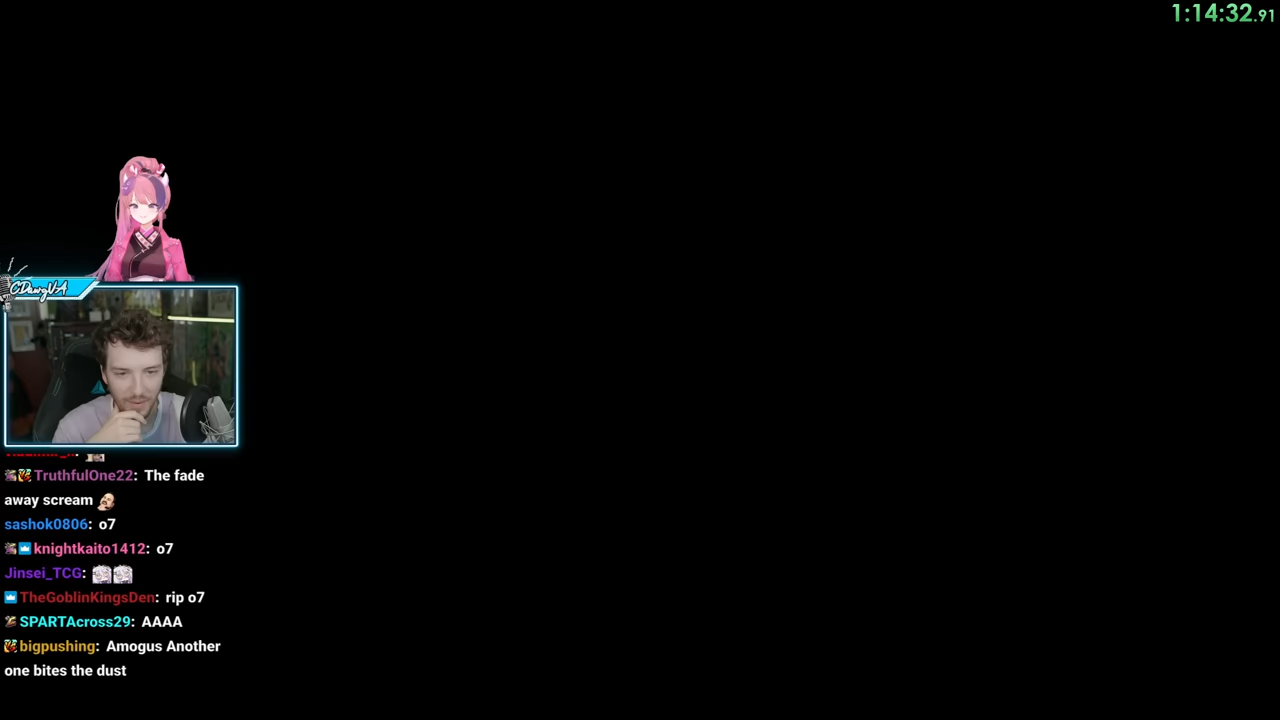 1:14:32.91
CDawgVA
TruthfulOne22: The fade
away scream
sashok0806: o7
knightkaito1412: o7
Jinsei_TCG:
TheGoblinKingsDen: rip o7
SPARTAcross29: AAAA
bigpushing: Amogus Another
one bites the dust